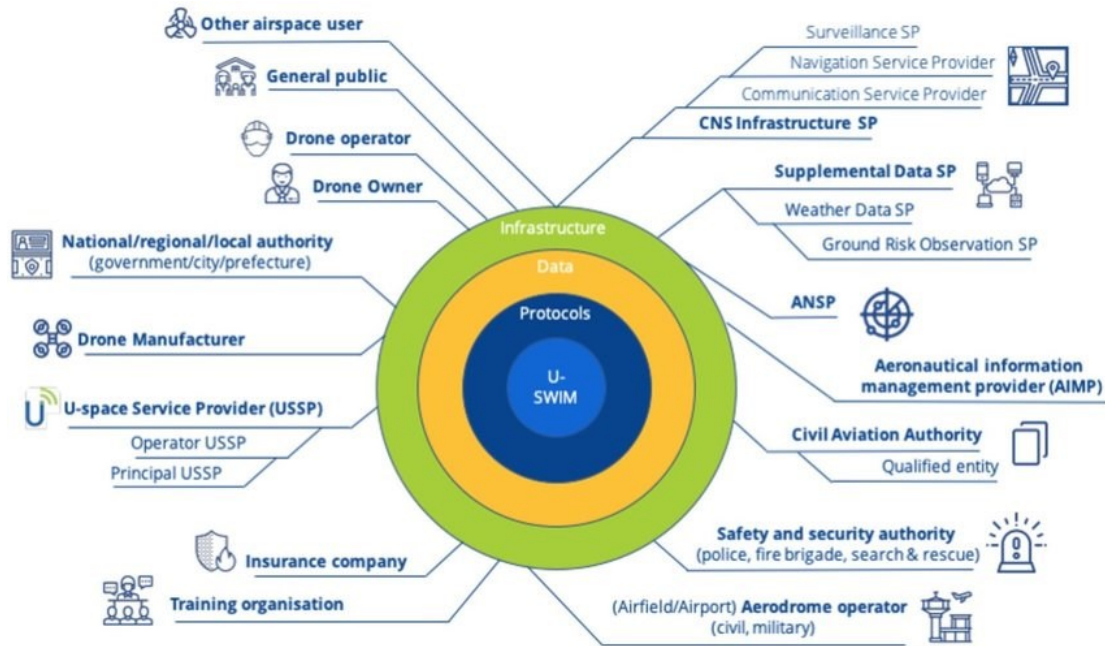 Other airspace user
General public
Drone operator
Drone Owner
National/regional/local authority
(government/city/prefecture)
Drone Manufacturer
U
U-space Service Provider (USSP)
Operator USSP
Principal USSP
Insurance company
Training organisation
Infrastructure
Data
Protocols
U-
SWIM
Surveillance SP
Navigation Service Provider
Communication Service Provider
CNS Infrastructure SP
Supplemental Data SP
Weather Data SP
Ground Risk Observation SP
ANSP
Aeronautical information
management provider (AIMP)
Civil Aviation Authority
Qualified entity
Safety and security authority
(police, fire brigade, search & rescue)
(Airfield/Airport) Aerodrome operator
(civil, military)